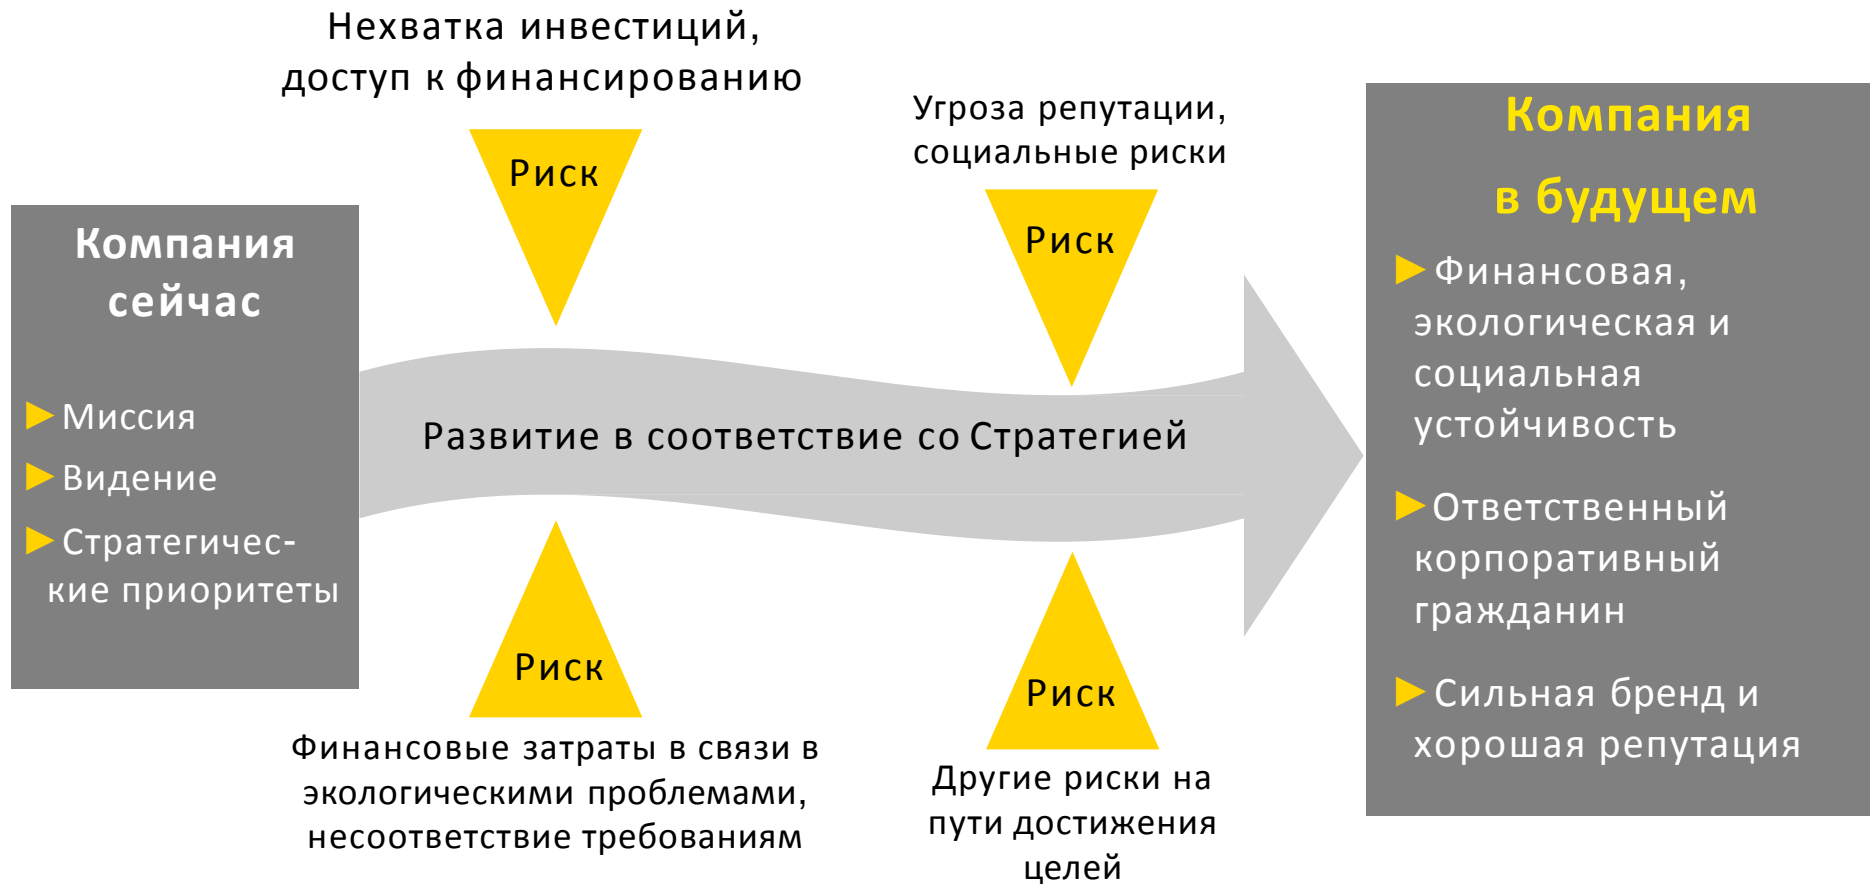 Нехватка инвестиций,
доступ к финансированию
Риск
Угроза репутации,
социальные риски
Риск
Компания
сейчас
► Миссия
► Видение
► Стратегичес-
кие приоритеты
Развитие в соответствие со Стратегией
Риск
Финансовые затраты в связи в
экологическими проблемами,
несоответствие требованиям
Риск
Другие риски на
пути достижения
целей
Компания
в будущем
► Финансовая,
экологическая и
социальная
устойчивость
► Ответственный
корпоративный
гражданин
► Сильная бренд и
хорошая репутация